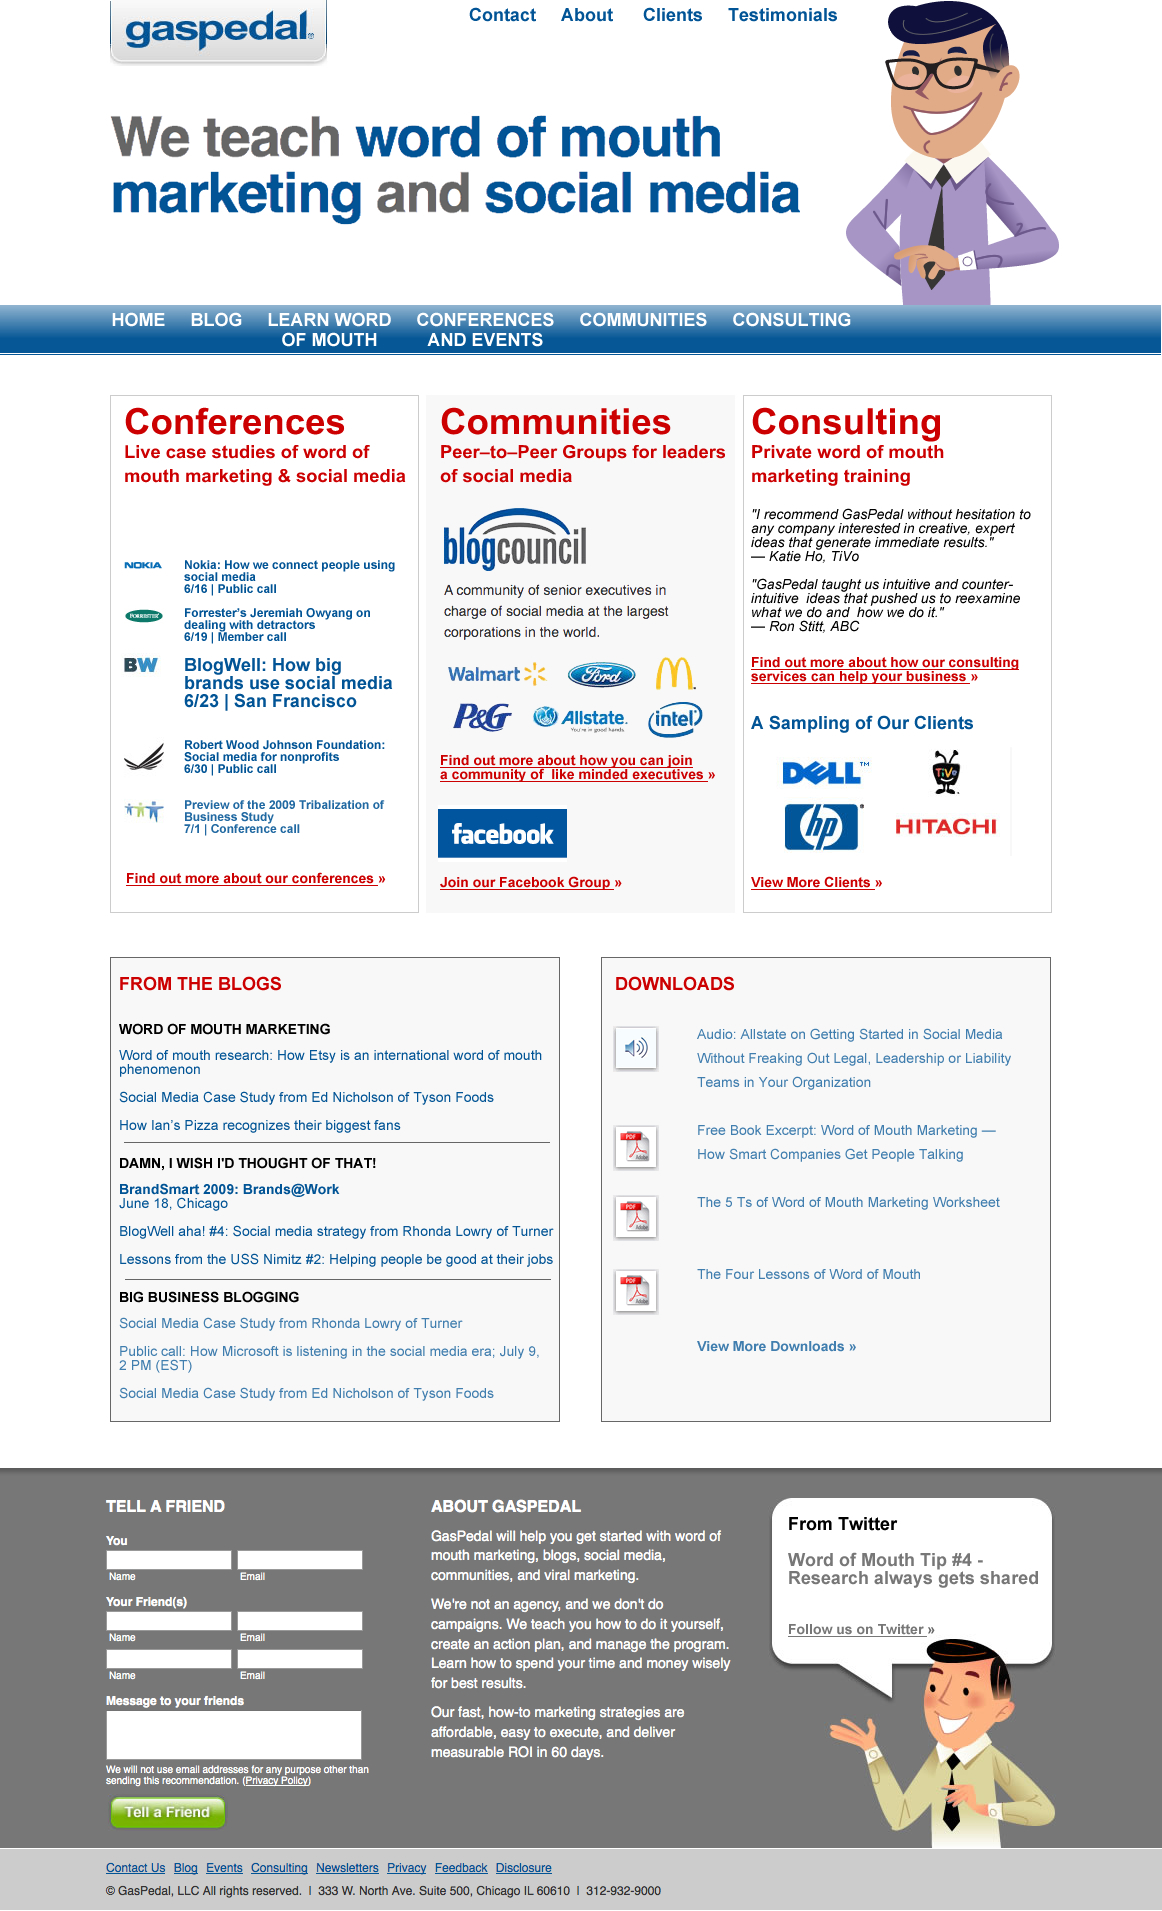 gaspedal®
Contact About Clients Testimonials
We teach word of mouth
marketing and social media
HOME BLOG LEARN WORD
OF MOUTH CONFERENCES
AND EVENTS COMMUNITIES CONSULTING
Conferences
Live case studies of word of
mouth marketing & social media
NOKIA
Nokia: How we connect people using
social media
6/16 | Public call
FORRESTER
Forrester's Jeremiah Owyang on
dealing with detractors
6/19 | Member call
BW
BlogWell: How big
brands use social media
6/23 | San Francisco
Robert Wood Johnson Foundation:
Social media for nonprofits
6/30 | Public call
Preview of the 2009 Tribalization of
Business Study
7/1 | Conference call
Find out more about our conferences »
Communities
Peer–to–Peer Groups for leaders
of social media
blogcouncil
A community of senior executives in
charge of social media at the largest
corporations in the world.
Walmart Ford
P&G Allstate. intel
You're in good hands.
Find out more about how you can join
a community of like minded executives »
facebook
Join our Facebook Group »
Consulting
Private word of mouth
marketing training
"I recommend GasPedal without hesitation to
any company interested in creative, expert
ideas that generate immediate results."
— Katie Ho, TiVo
"GasPedal taught us intuitive and counter-
intuitive ideas that pushed us to reexamine
what we do and how we do it."
— Ron Stitt, ABC
Find out more about how our consulting
services can help your business »
A Sampling of Our Clients
DELL™ TiVo
hp HITACHI
View More Clients »
FROM THE BLOGS
WORD OF MOUTH MARKETING
Word of mouth research: How Etsy is an international word of mouth
phenomenon
Social Media Case Study from Ed Nicholson of Tyson Foods
How Ian's Pizza recognizes their biggest fans
DAMN, I WISH I'D THOUGHT OF THAT!
BrandSmart 2009: Brands@Work
June 18, Chicago
BlogWell aha! #4: Social media strategy from Rhonda Lowry of Turner
Lessons from the USS Nimitz #2: Helping people be good at their jobs
BIG BUSINESS BLOGGING
Social Media Case Study from Rhonda Lowry of Turner
Public call: How Microsoft is listening in the social media era; July 9,
2 PM (EST)
Social Media Case Study from Ed Nicholson of Tyson Foods
DOWNLOADS
Audio: Allstate on Getting Started in Social Media
Without Freaking Out Legal, Leadership or Liability
Teams in Your Organization
PDF
Adobe
Free Book Excerpt: Word of Mouth Marketing —
How Smart Companies Get People Talking
PDF
Adobe
The 5 Ts of Word of Mouth Marketing Worksheet
PDF
Adobe
The Four Lessons of Word of Mouth
View More Downloads »
TELL A FRIEND
You
Name Email
Your Friend(s)
Name Email
Name Email
Message to your friends
We will not use email addresses for any purpose other than
sending this recommendation. (Privacy Policy)
Tell a Friend
ABOUT GASPEDAL
GasPedal will help you get started with word of
mouth marketing, blogs, social media,
communities, and viral marketing.
We're not an agency, and we don't do
campaigns. We teach you how to do it yourself,
create an action plan, and manage the program.
Learn how to spend your time and money wisely
for best results.
Our fast, how-to marketing strategies are
affordable, easy to execute, and deliver
measurable ROI in 60 days.
From Twitter
Word of Mouth Tip #4 -
Research always gets shared
Follow us on Twitter »
Contact Us Blog Events Consulting Newsletters Privacy Feedback Disclosure
© GasPedal, LLC All rights reserved. | 333 W. North Ave. Suite 500, Chicago IL 60610 | 312-932-9000